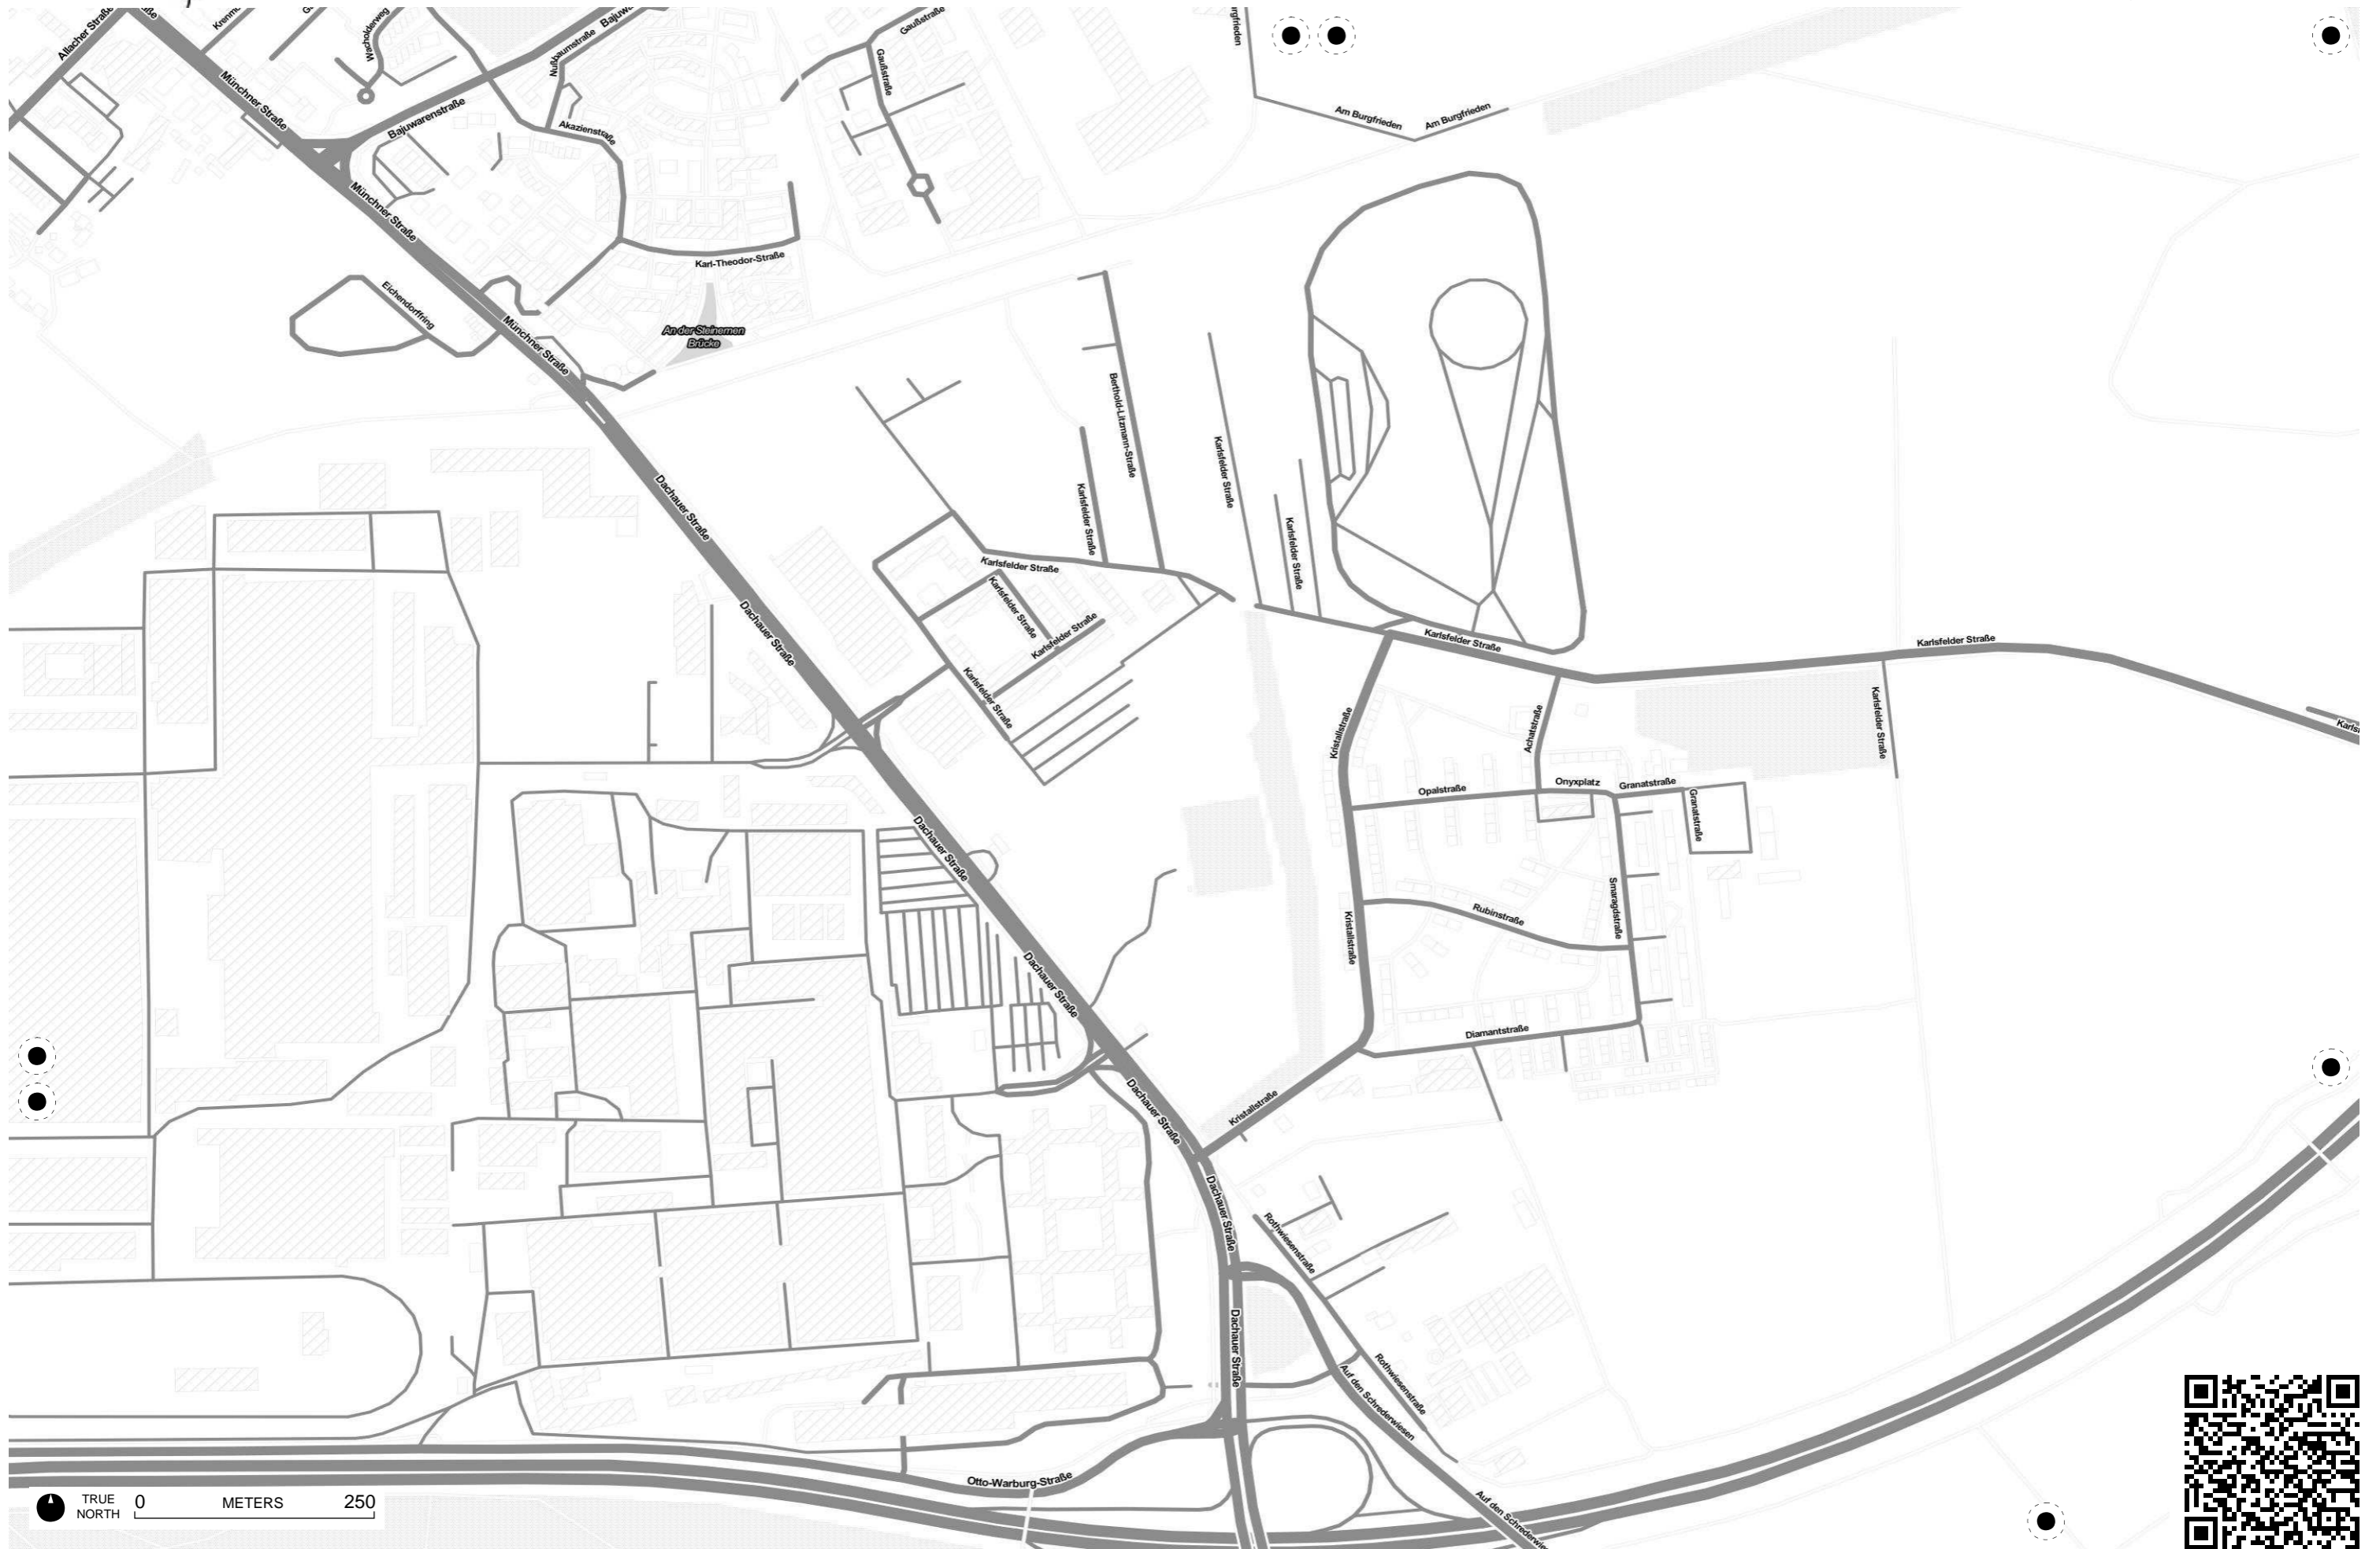 Allacher Straße
Wacholderweg
Nußbaumstraße
Gaußstraße
Gaußstraße
Münchner Straße
Bajuwarenstraße
Akazienstraße
Am Burgfrieden
Am Burgfrieden
Münchner Straße
Karl-Theodor-Straße
Eichendorffring
Münchner Straße
An der Steinernen
Brücke
Berthold-Litzmann-Straße
Karlsfelder Straße
Dachauer Straße
Karlsfelder Straße
Karlsfelder Straße
Karlsfelder Straße
Karlsfelder Straße
Dachauer Straße
Karlsfelder Straße
Karlsfelder Straße
Karlsfelder Straße
Karlsfelder Straße
Karlsfelder Straße
Kristallstraße
Achatstraße
Opalstraße
Onyxplatz
Granatstraße
Granatstraße
Dachauer Straße
Rubinstraße
Smaragdstraße
Kristallstraße
Dachauer Straße
Diamantstraße
Dachauer Straße
Kristallstraße
Dachauer Straße
Rothwiesenstraße
Dachauer Straße
Rothwiesenstraße
Auf den Schrederwiesen
Otto-Warburg-Straße
TRUE
NORTH
0 METERS 250